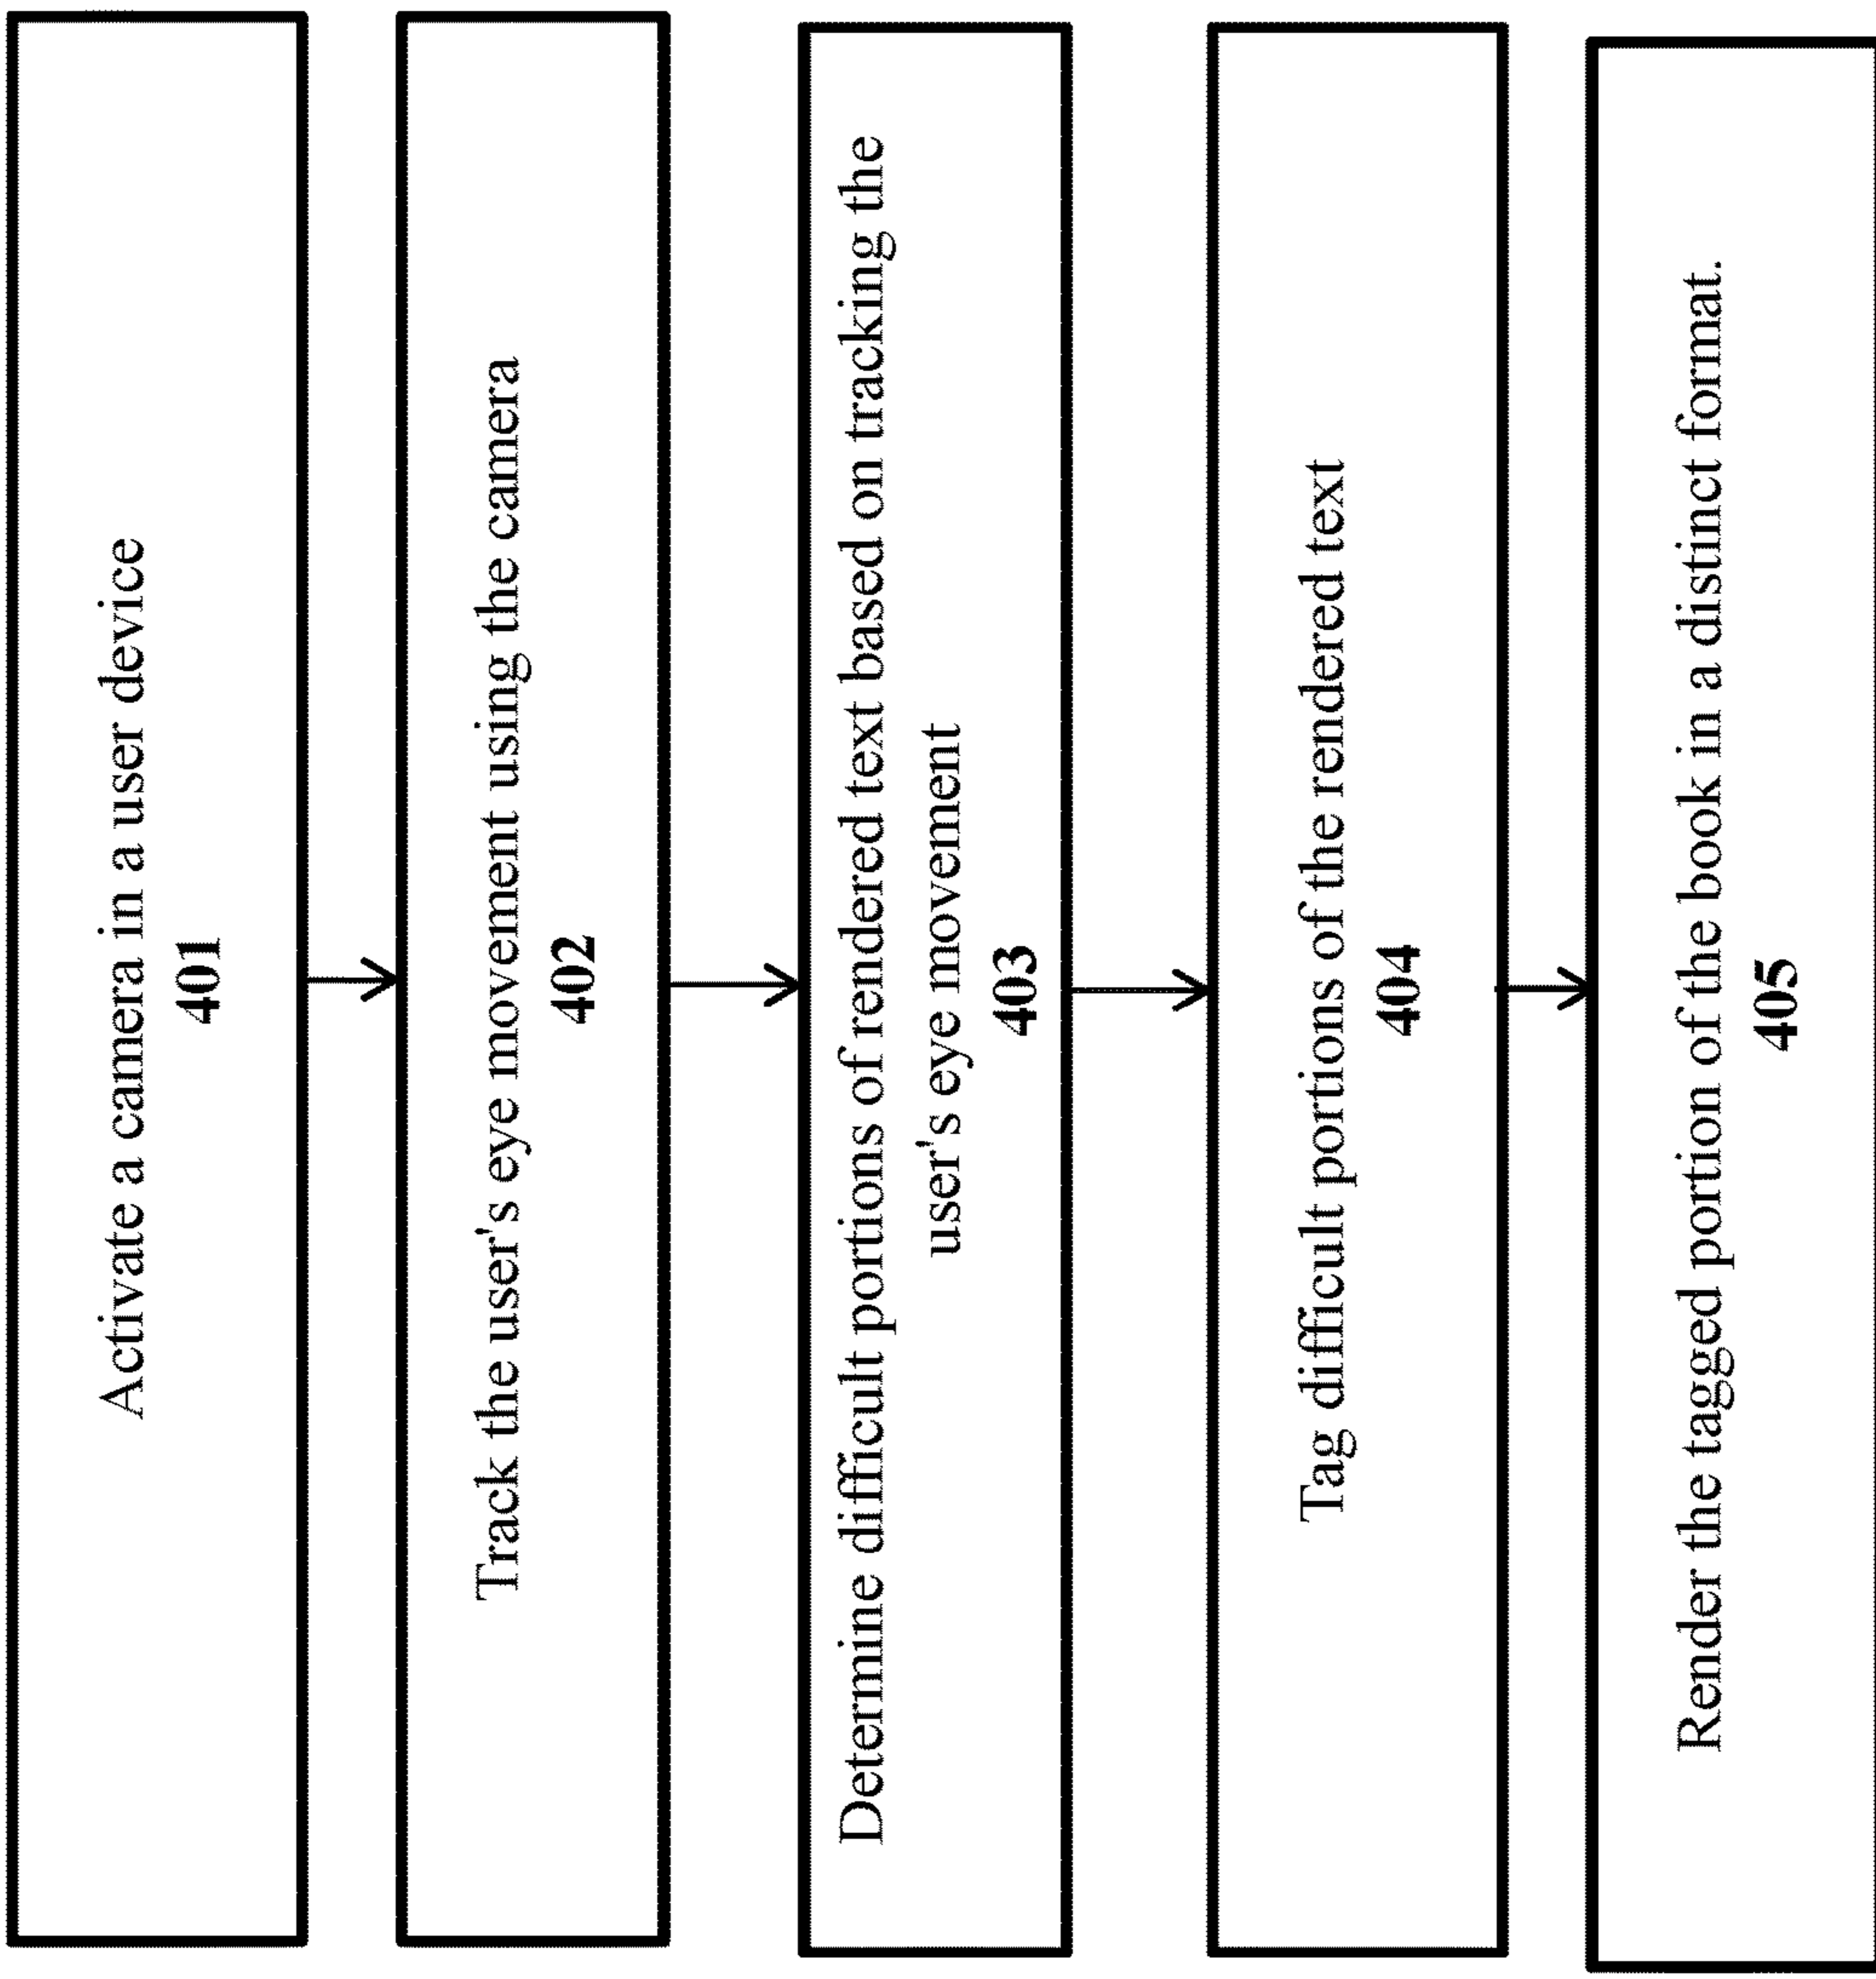 Activate a camera in a user device
401
Track the user's eye movement using the camera
402
Determine difficult portions of rendered text based on tracking the
user's eye movement
403
Tag difficult portions of the rendered text
404
Render the tagged portion of the book in a distinct format.
405